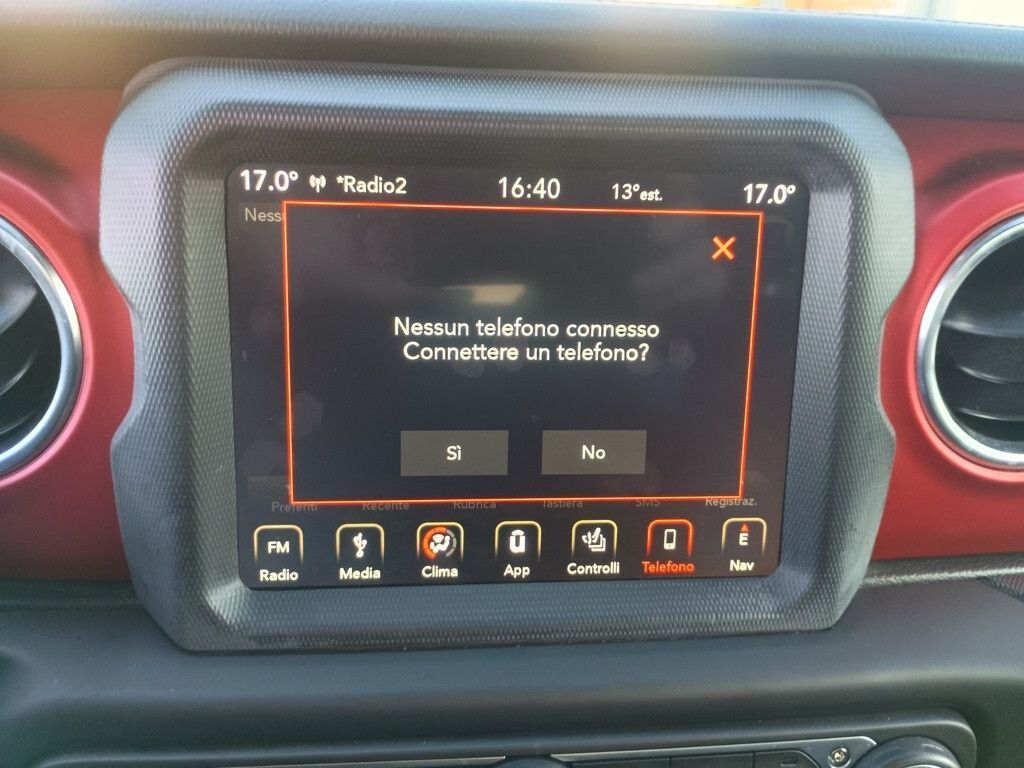 17.0° *Radio2 16:40 13°est. 17.0°
Ness
Nessun telefono connesso
Connettere un telefono?
Sì No
Preferiti Recente Rubrica Tastiera SMS Registraz.
FM E
Radio Media Clima App Controlli Telefono Nav